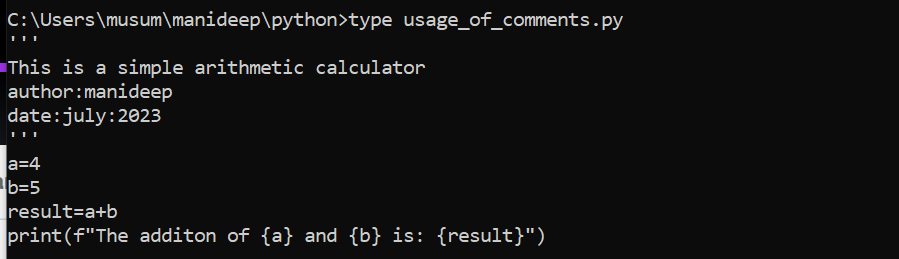 C:\Users\musum\manideep\python>type usage_of_comments.py
'''
This is a simple arithmetic calculator
author:manideep
date:july:2023
'''
a=4
b=5
result=a+b
print(f"The additon of {a} and {b} is: {result}")